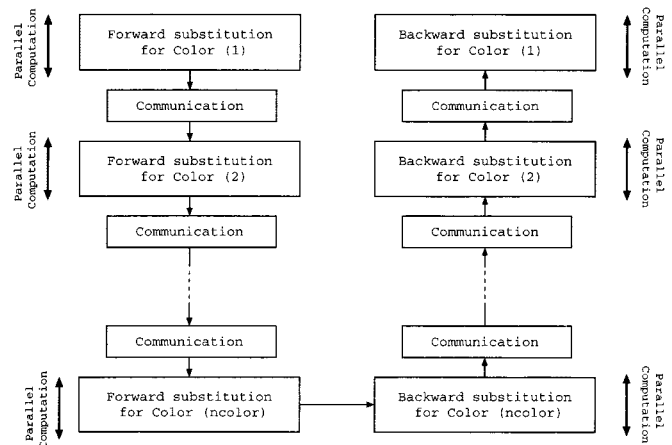 Parallel
Computation
Forward substitution
for Color (1)
Communication
Parallel
Computation
Forward substitution
for Color (2)
Communication
Communication
Parallel
Computation
Forward substitution
for Color (ncolor)
Backward substitution
for Color (1)
Parallel
Computation
Communication
Backward substitution
for Color (2)
Parallel
Computation
Communication
Communication
Backward substitution
for Color (ncolor)
Parallel
Computation